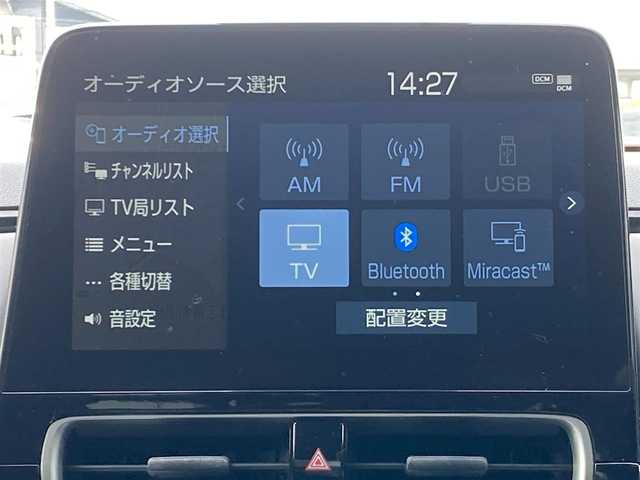 オーディオソース選択 14:27 DCM DCM
オーディオ選択
チャンネルリスト
TV局リスト
メニュー
各種切替
音設定
AM FM USB
TV Bluetooth Miracast™
配置変更